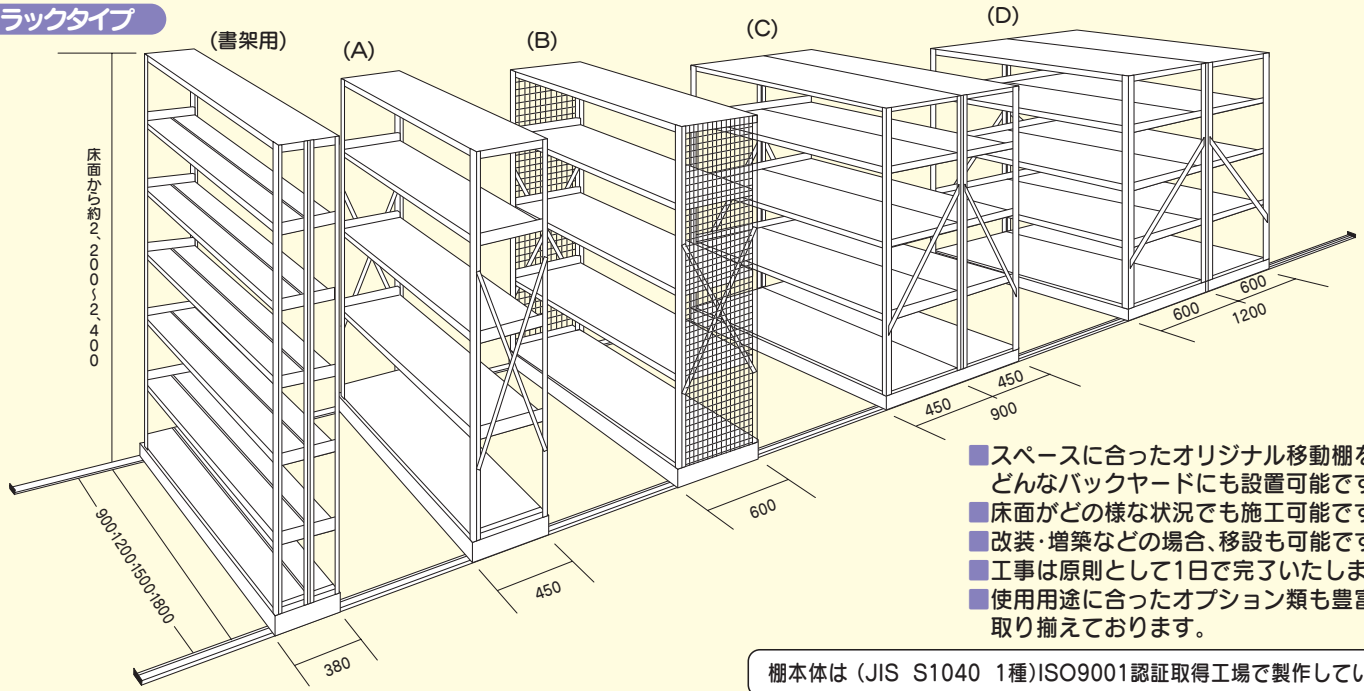 ラックタイプ
(書架用)
(A)
(B)
(C)
(D)
床面から約2,200~2,400
900・1200・1500・1800
380
450
600
450
450
900
600
600
1200
■スペースに合ったオリジナル移動棚を
どんなバックヤードにも設置可能です
■床面がどの様な状況でも施工可能です
■改装・増築などの場合、移設も可能です
■工事は原則として1日で完了いたしま
■使用用途に合ったオプション類も豊富
取り揃えております。
棚本体は (JIS S1040 1種)ISO9001認証取得工場で製作してい